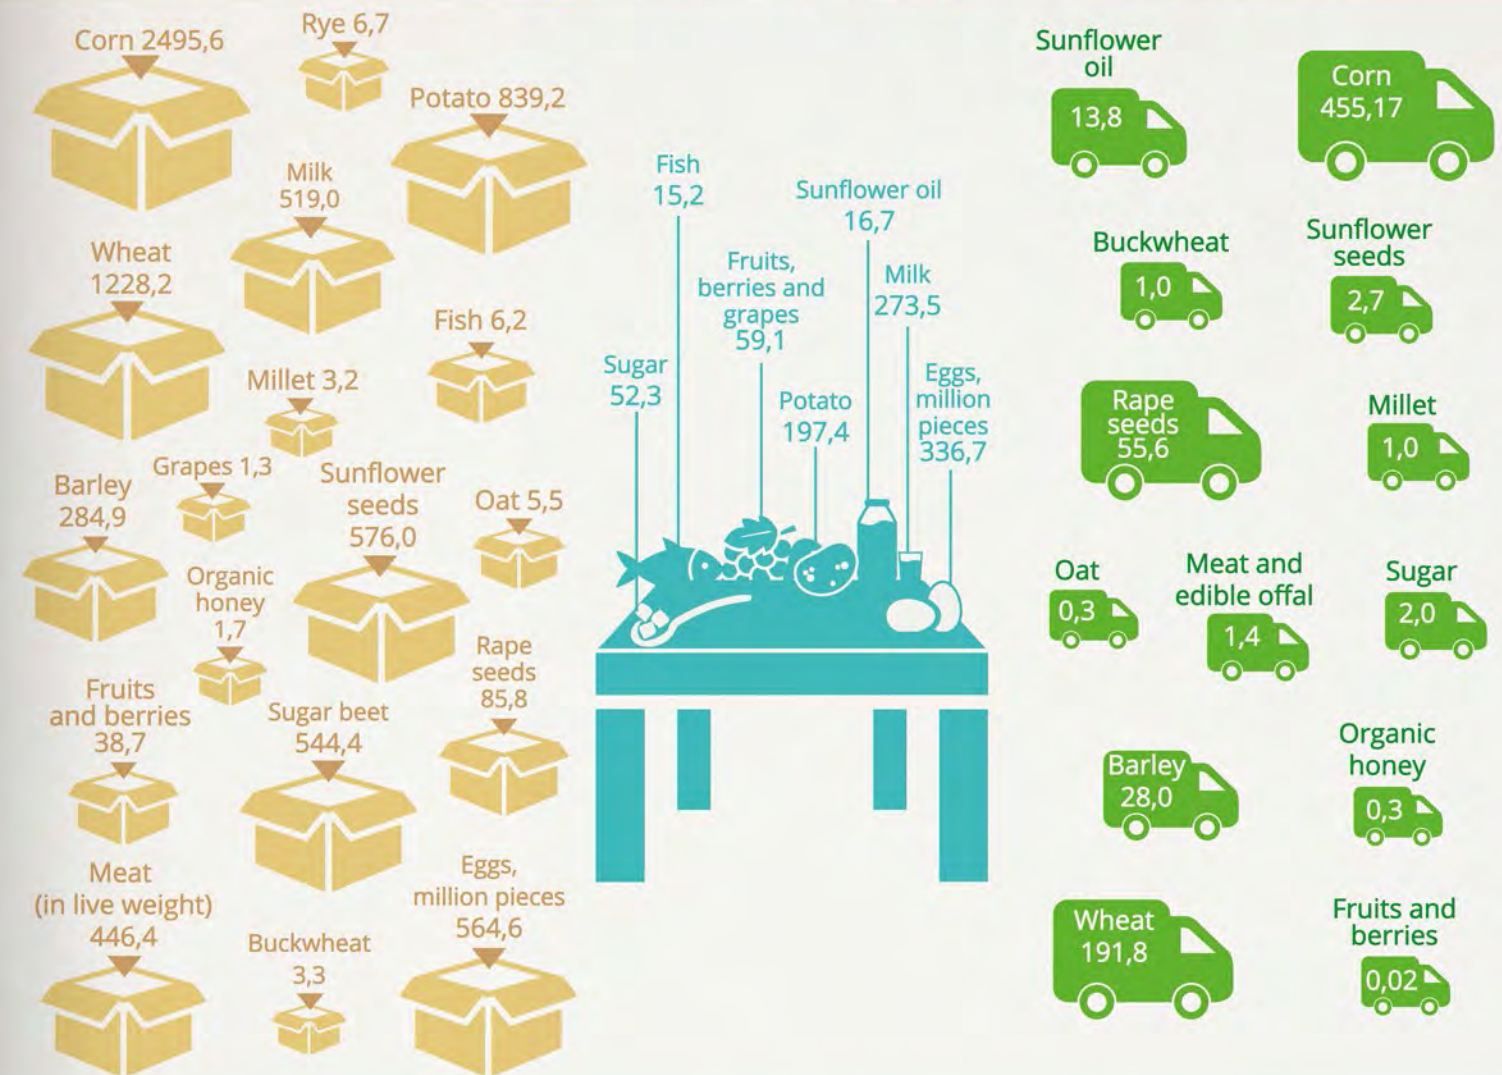 Corn 2495,6
Rye 6,7
Potato 839,2
Milk
519,0
Wheat
1228,2
Fish 6,2
Millet 3,2
Grapes 1,3
Barley
284,9
Sunflower
seeds
576,0
Oat 5,5
Organic
honey
1,7
Rape
seeds
85,8
Fruits
and berries
38,7
Sugar beet
544,4
Meat
(in live weight)
446,4
Buckwheat
3,3
Eggs,
million pieces
564,6
Fish
15,2
Sunflower oil
16,7
Fruits,
berries and
grapes
59,1
Milk
273,5
Sugar
52,3
Potato
197,4
Eggs,
million
pieces
336,7
Sunflower
oil
13,8
Corn
455,17
Buckwheat
1,0
Sunflower
seeds
2,7
Rape
seeds
55,6
Millet
1,0
Oat
0,3
Meat and
edible offal
1,4
Sugar
2,0
Barley
28,0
Organic
honey
0,3
Wheat
191,8
Fruits and
berries
0,02